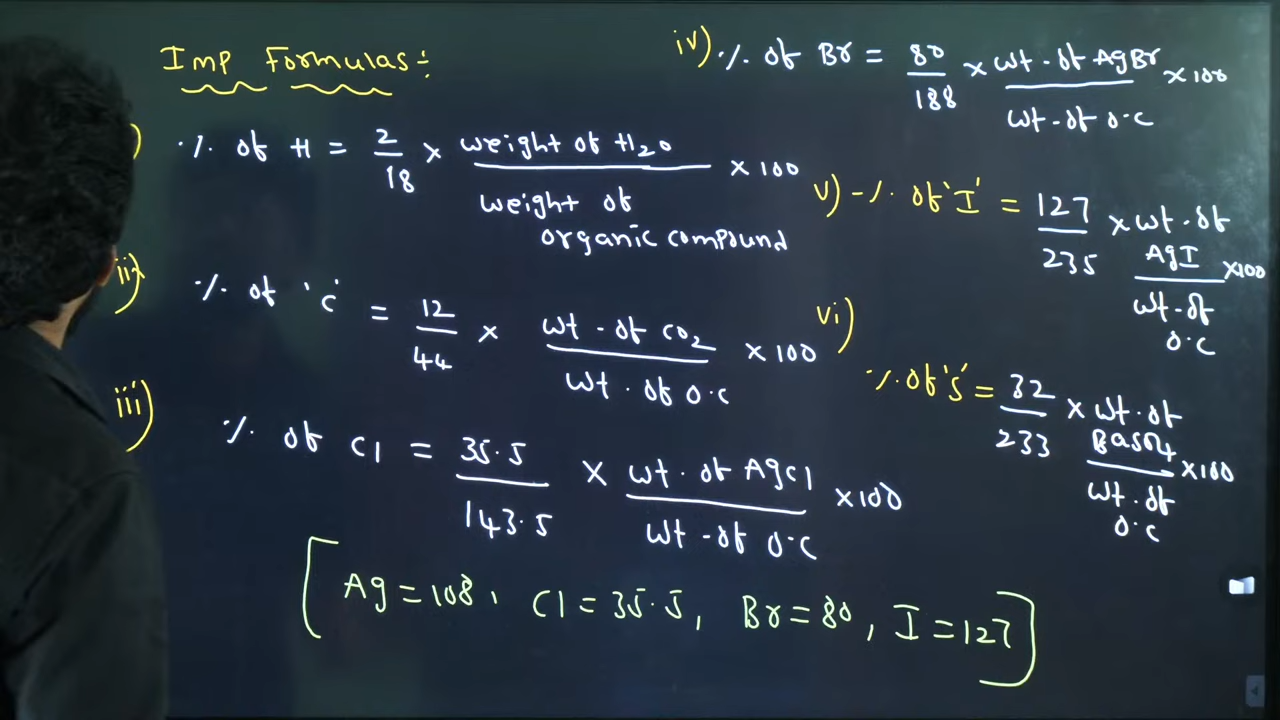 Imp Formulas:
) % of H = 2/18 × weight of H2O / weight of organic compound × 100
ii) % of 'C' = 12/44 × wt. of CO2 / wt. of O.C × 100
iii) % of Cl = 35.5/143.5 × wt. of AgCl / wt. of O.C × 100
iv) % of Br = 80/188 × wt. of AgBr / wt. of O.C × 100
v) % of 'I' = 127/235 × wt. of AgI / wt. of O.C × 100
vi)
% of 's' = 32/233 × wt. of BaSO4 / wt. of O.C × 100
[Ag = 108, Cl = 35.5, Br = 80, I = 127]